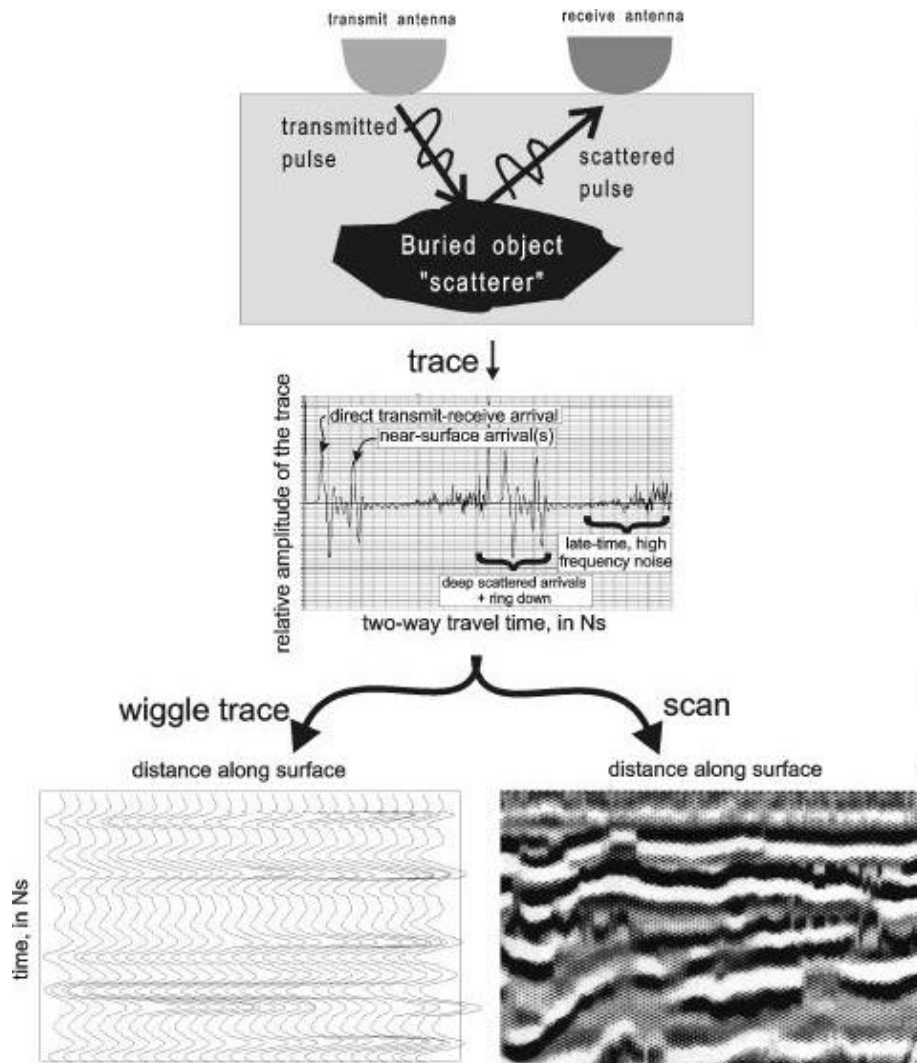 transmit antenna
receive antenna
transmitted
pulse
scattered
pulse
Buried object
"scatterer"
trace
relative amplitude of the trace
direct transmit-receive arrival
near-surface arrival(s)
late-time, high
frequency noise
deep scattered arrivals
+ ring down
two-way travel time, in Ns
wiggle trace
scan
distance along surface
distance along surface
time, in Ns